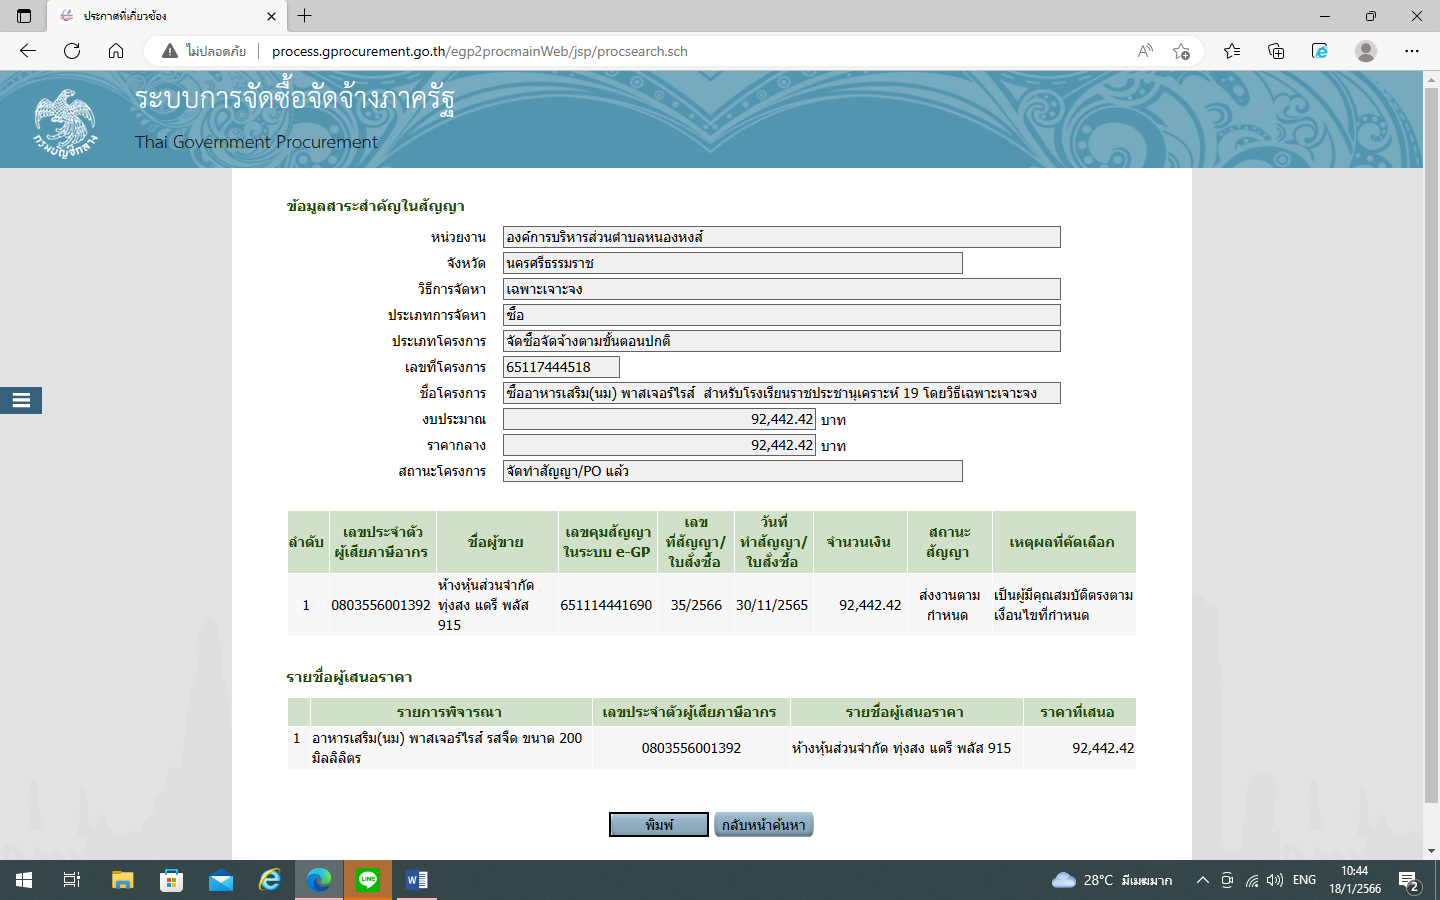 ประกาศที่เกี่ยวข้อง
ไม่ปลอดภัย
process.gprocurement.go.th/egp2procmainWeb/jsp/procsearch.sch
กรมบัญชีกลาง
ระบบการจัดซื้อจัดจ้างภาครัฐ
Thai Government Procurement
ข้อมูลสาระสำคัญในสัญญา
หน่วยงาน องค์การบริหารส่วนตำบลหนองหงส์
จังหวัด นครศรีธรรมราช
วิธีการจัดหา เฉพาะเจาะจง
ประเภทการจัดหา ซื้อ
ประเภทโครงการ จัดซื้อจัดจ้างตามขั้นตอนปกติ
เลขที่โครงการ 65117444518
ชื่อโครงการ ซื้ออาหารเสริม(นม) พาสเจอร์ไรส์ สำหรับโรงเรียนราชประชานุเคราะห์ 19 โดยวิธีเฉพาะเจาะจง
งบประมาณ 92,442.42 บาท
ราคากลาง 92,442.42 บาท
สถานะโครงการ จัดทำสัญญา/PO แล้ว
ลำดับ
เลขประจำตัว
ผู้เสียภาษีอากร
ชื่อผู้ขาย
เลขคุมสัญญา
ในระบบ e-GP
เลข
ที่สัญญา/
ใบสั่งซื้อ
วันที่
ทำสัญญา/
ใบสั่งซื้อ
จำนวนเงิน
สถานะ
สัญญา
เหตุผลที่คัดเลือก
1
0803556001392
ห้างหุ้นส่วนจำกัด
ทุ่งสง แดรี่ พลัส
915
651114441690
35/2566
30/11/2565
92,442.42
ส่งงานตาม
กำหนด
เป็นผู้มีคุณสมบัติตรงตาม
เงื่อนไขที่กำหนด
รายชื่อผู้เสนอราคา
รายการพิจารณา
เลขประจำตัวผู้เสียภาษีอากร
รายชื่อผู้เสนอราคา
ราคาที่เสนอ
1
อาหารเสริม(นม) พาสเจอร์ไรส์ รสจืด ขนาด 200
มิลลิลิตร
0803556001392
ห้างหุ้นส่วนจำกัด ทุ่งสง แดรี่ พลัส 915
92,442.42
พิมพ์
กลับหน้าค้นหา
LINE
28°C มีเมฆมาก
ENG
10:44
18/1/2566
2